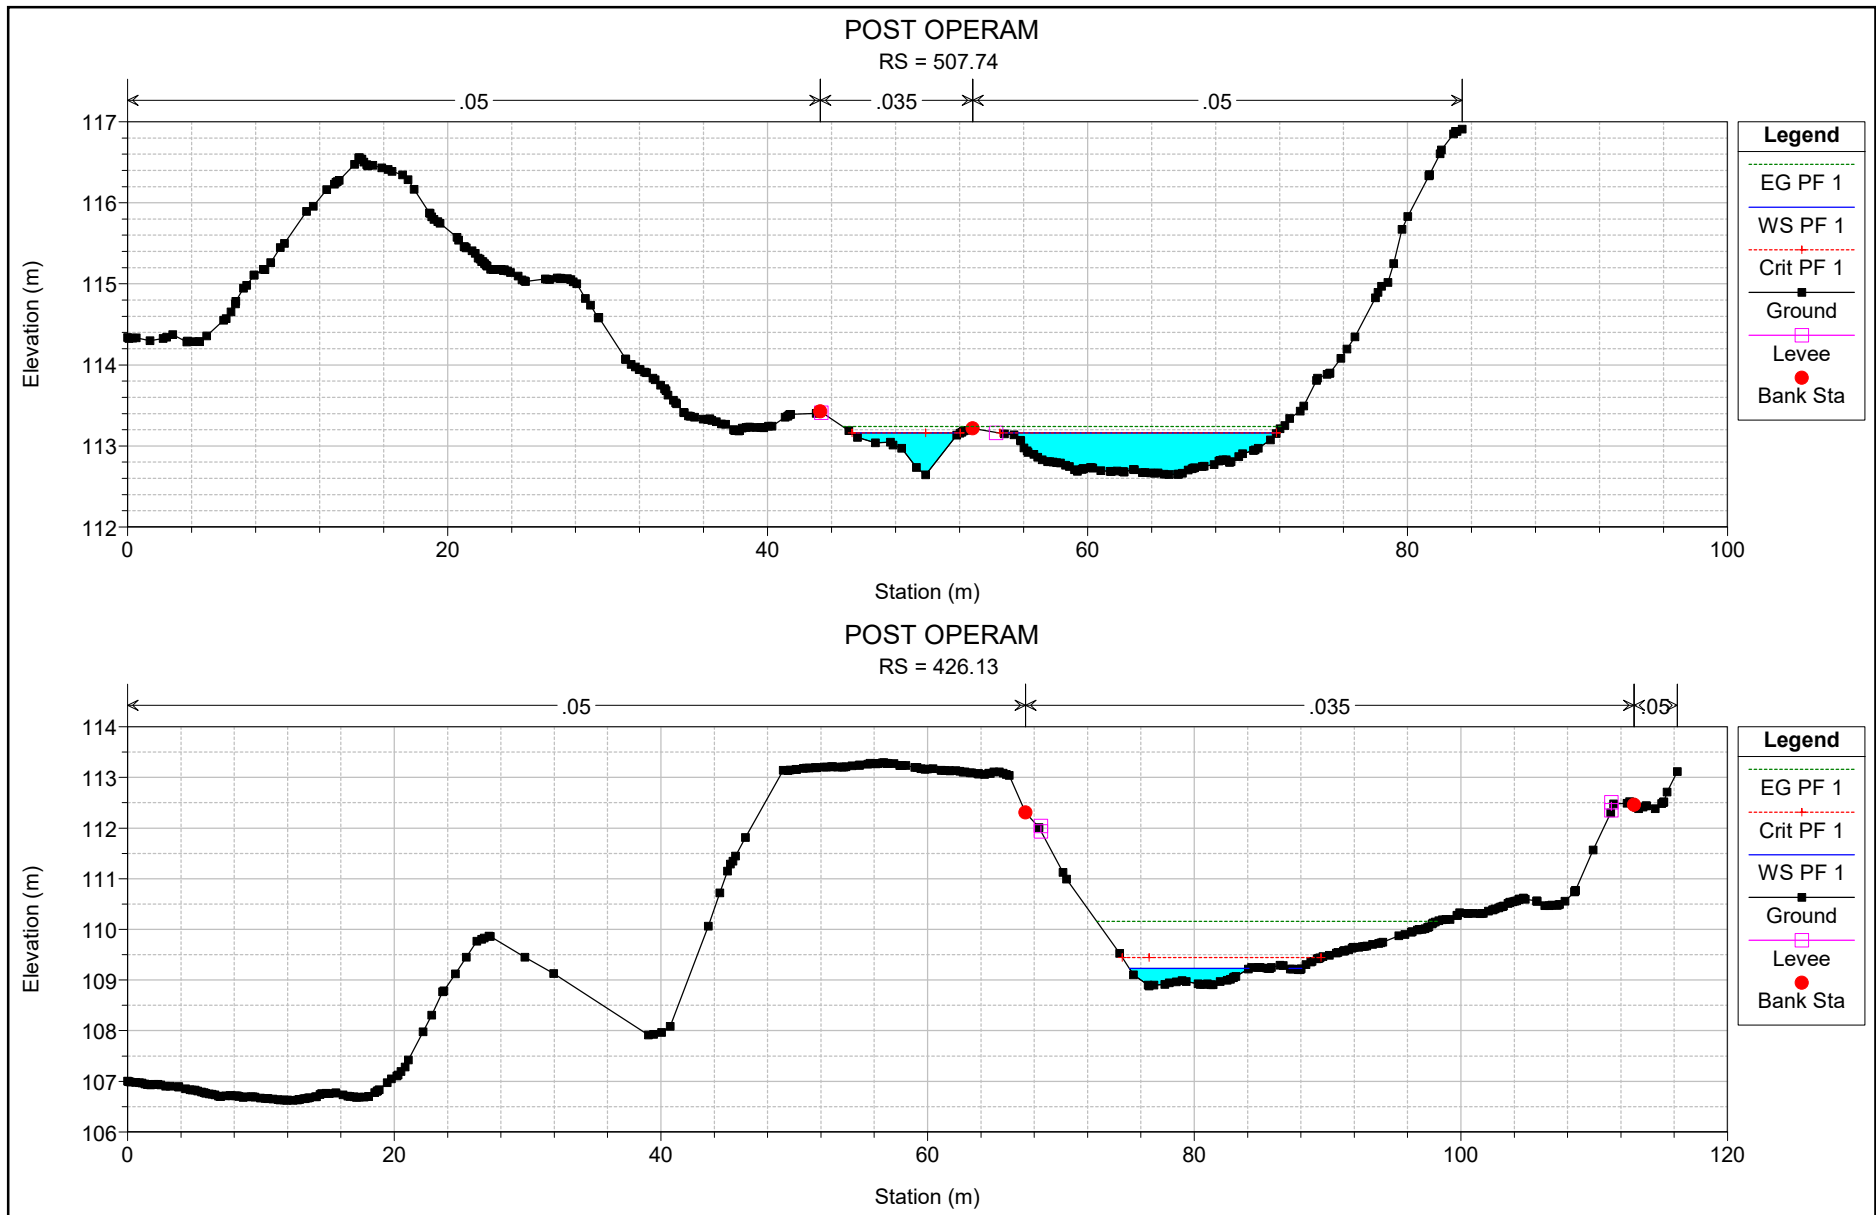 POST OPERAM
RS = 507.74
.05 .035 .05
117
116
115
114
113
112
Elevation (m)
0 20 40 60 80 100
Station (m)
Legend
EG PF 1
WS PF 1
Crit PF 1
Ground
Levee
Bank Sta
POST OPERAM
RS = 426.13
.05 .035 .05
114
113
112
111
110
109
108
107
106
Elevation (m)
0 20 40 60 80 100 120
Station (m)
Legend
EG PF 1
Crit PF 1
WS PF 1
Ground
Levee
Bank Sta